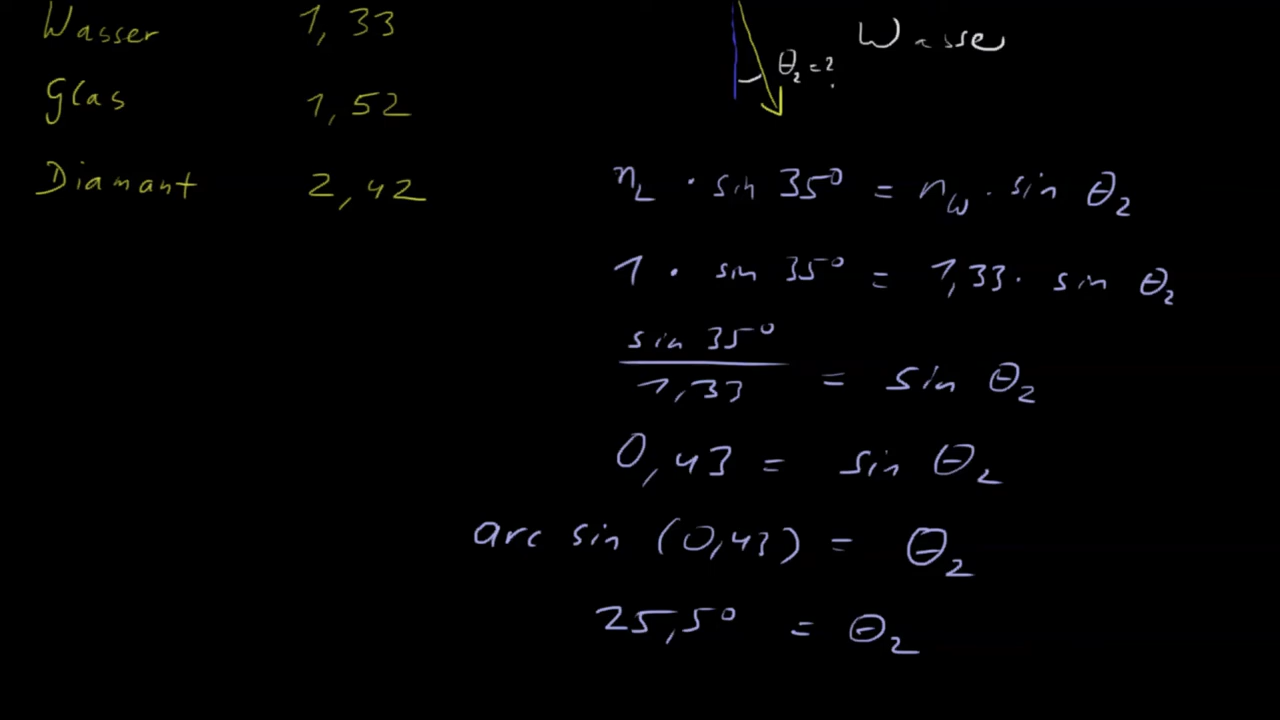 Wasser 1,33
Glas 1,52
Diamant 2,42
θ₂ = ?
Wasse
n_L · sin 35° = n_W · sin θ₂
1 · sin 35° = 1,33 · sin θ₂
sin 35°
1,33
= sin θ₂
0,43 = sin θ₂
arc sin (0,43) = θ₂
25,5° = θ₂